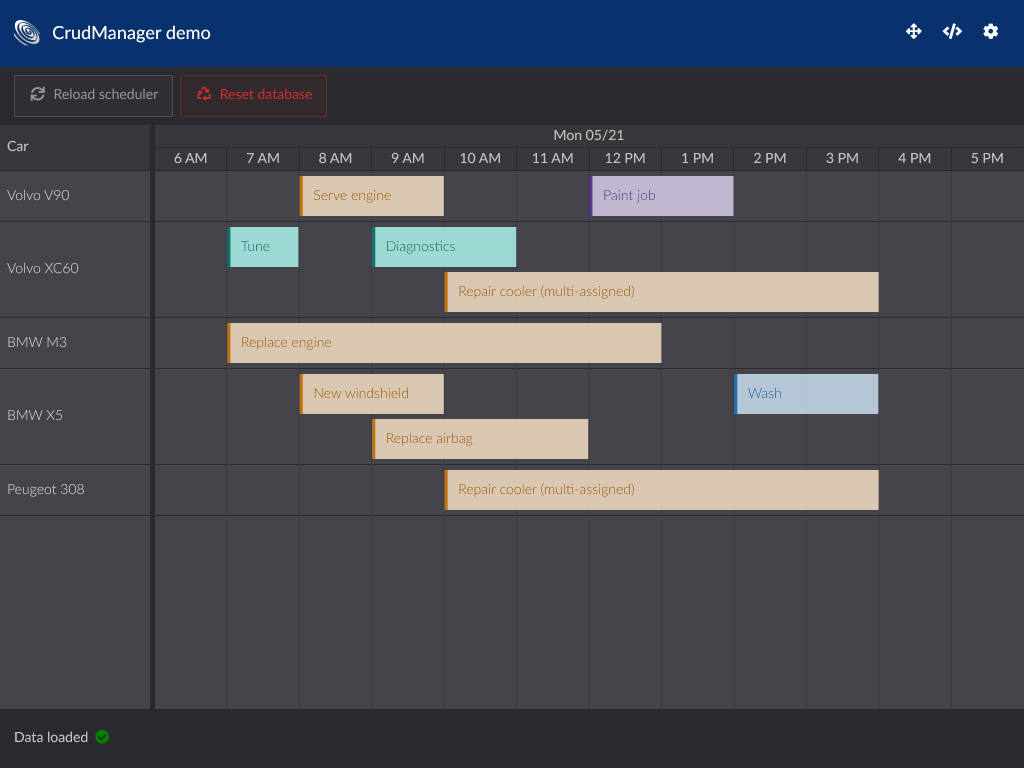 CrudManager demo
Reload scheduler Reset database
Car
Mon 05/21
6 AM 7 AM 8 AM 9 AM 10 AM 11 AM 12 PM 1 PM 2 PM 3 PM 4 PM 5 PM
Volvo V90
Serve engine Paint job
Volvo XC60
Tune Diagnostics
Repair cooler (multi-assigned)
BMW M3
Replace engine
BMW X5
New windshield Wash
Replace airbag
Peugeot 308
Repair cooler (multi-assigned)
Data loaded